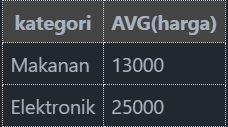 kategori AVG(harga)
Makanan 13000
Elektronik 25000